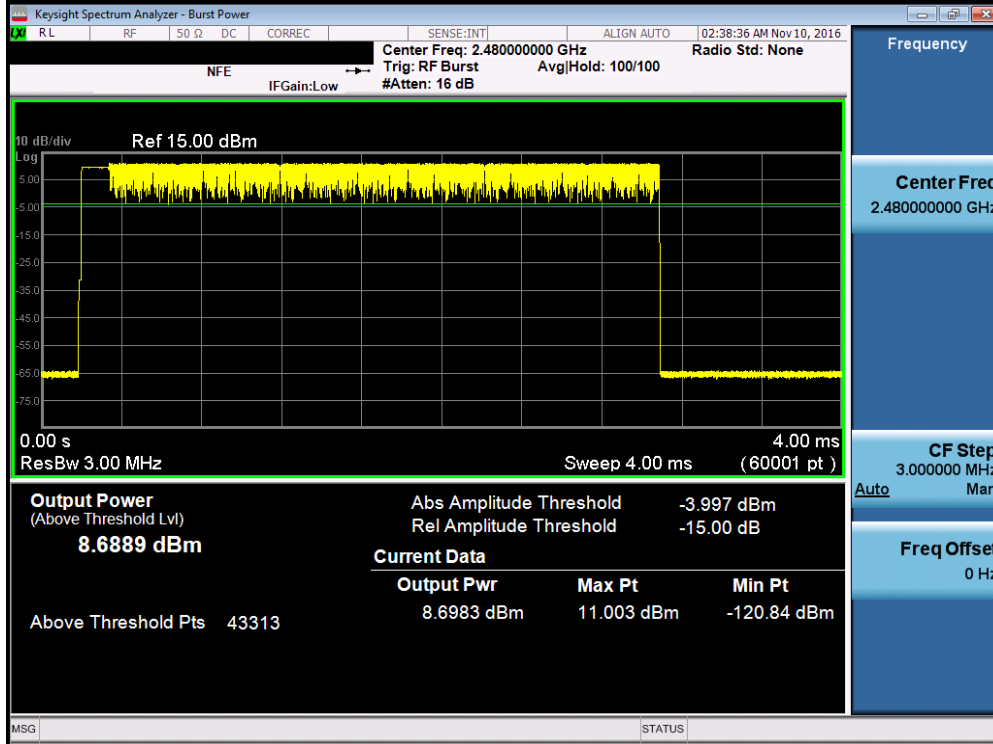 Keysight Spectrum Analyzer - Burst Power
LXI RL RF 50 Ω DC CORREC SENSE:INT ALIGN AUTO 02:38:36 AM Nov 10, 2016
Center Freq: 2.480000000 GHz Radio Std: None
NFE Trig: RF Burst Avg|Hold: 100/100
IFGain:Low #Atten: 16 dB
10 dB/div Ref 15.00 dBm
Log
5.00
-5.00
-15.0
-25.0
-35.0
-45.0
-55.0
-65.0
-75.0
0.00 s 4.00 ms
ResBw 3.00 MHz Sweep 4.00 ms (60001 pt)
Output Power
(Above Threshold Lvl)
8.6889 dBm
Above Threshold Pts 43313
Abs Amplitude Threshold -3.997 dBm
Rel Amplitude Threshold -15.00 dB
Current Data
Output Pwr Max Pt Min Pt
8.6983 dBm 11.003 dBm -120.84 dBm
Frequency
Center Freq
2.480000000 GHz
CF Step
3.000000 MHz
Auto Man
Freq Offset
0 Hz
MSG STATUS